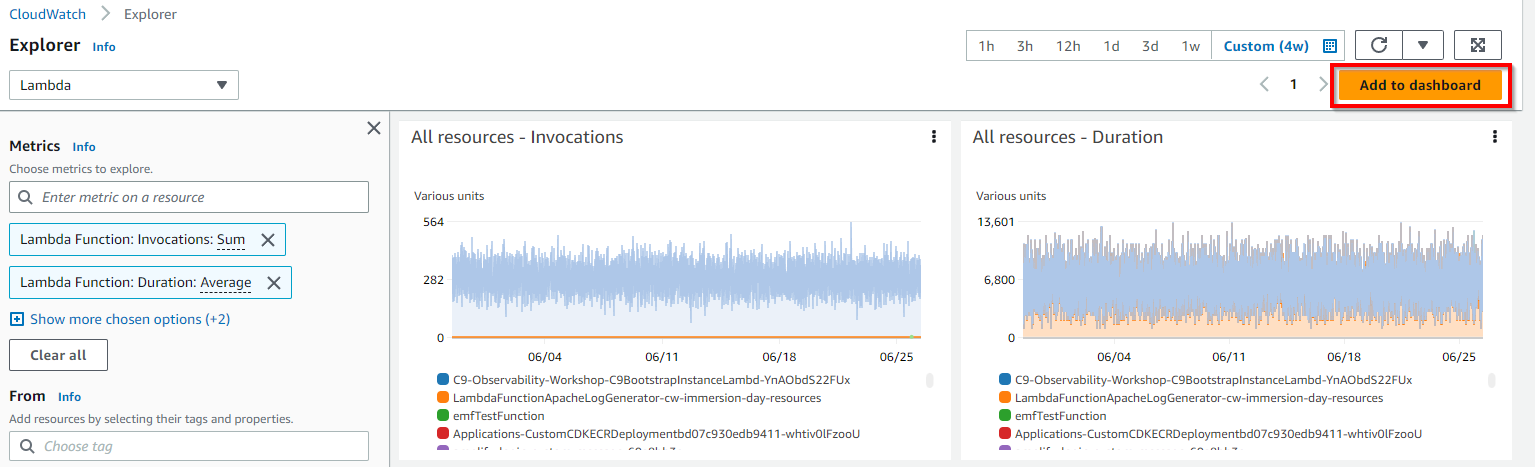 CloudWatch > Explorer
Explorer Info
1h 3h 12h 1d 3d 1w Custom (4w)
Lambda
1
Add to dashboard
Metrics Info
Choose metrics to explore.
Enter metric on a resource
Lambda Function: Invocations: Sum
Lambda Function: Duration: Average
Show more chosen options (+2)
Clear all
From Info
Add resources by selecting their tags and properties.
Choose tag
All resources - Invocations
Various units
564
282
0
06/04 06/11 06/18 06/25
C9-Observability-Workshop-C9BootstrapInstanceLambd-YnAObdS22FUx
LambdaFunctionApacheLogGenerator-cw-immersion-day-resources
emfTestFunction
Applications-CustomCDKECRDeploymentbd07c930edb9411-whtiv0lFzooU
All resources - Duration
Various units
13,601
6,800
0
06/04 06/11 06/18 06/25
C9-Observability-Workshop-C9BootstrapInstanceLambd-YnAObdS22FUx
LambdaFunctionApacheLogGenerator-cw-immersion-day-resources
emfTestFunction
Applications-CustomCDKECRDeploymentbd07c930edb9411-whtiv0lFzooU